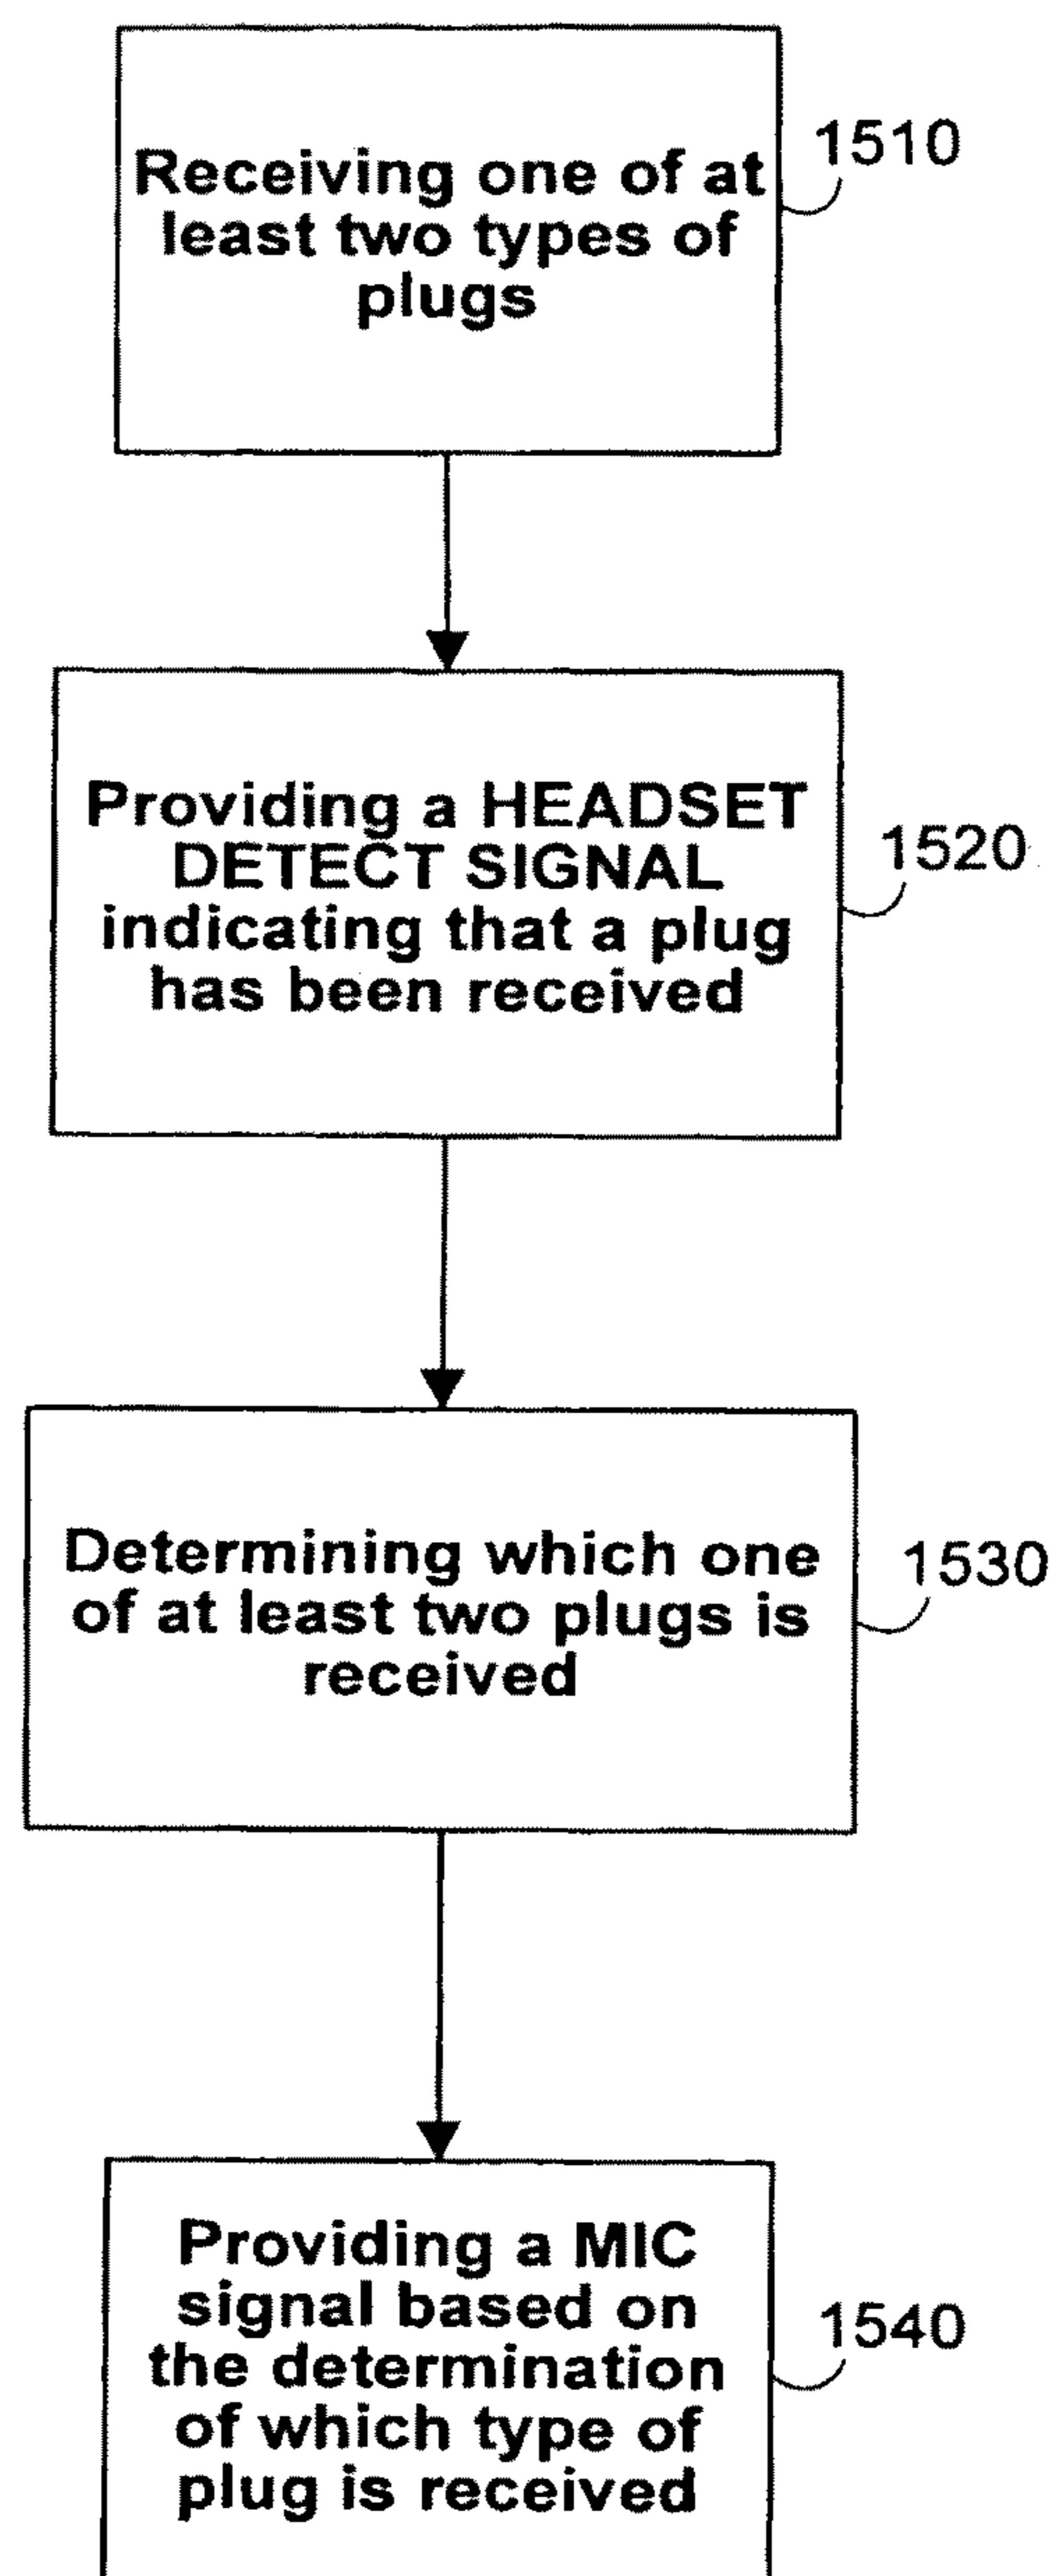 Receiving one of at
least two types of
plugs
1510
Providing a HEADSET
DETECT SIGNAL
indicating that a plug
has been received
1520
Determining which one
of at least two plugs is
received
1530
Providing a MIC
signal based on
the determination
of which type of
plug is received
1540